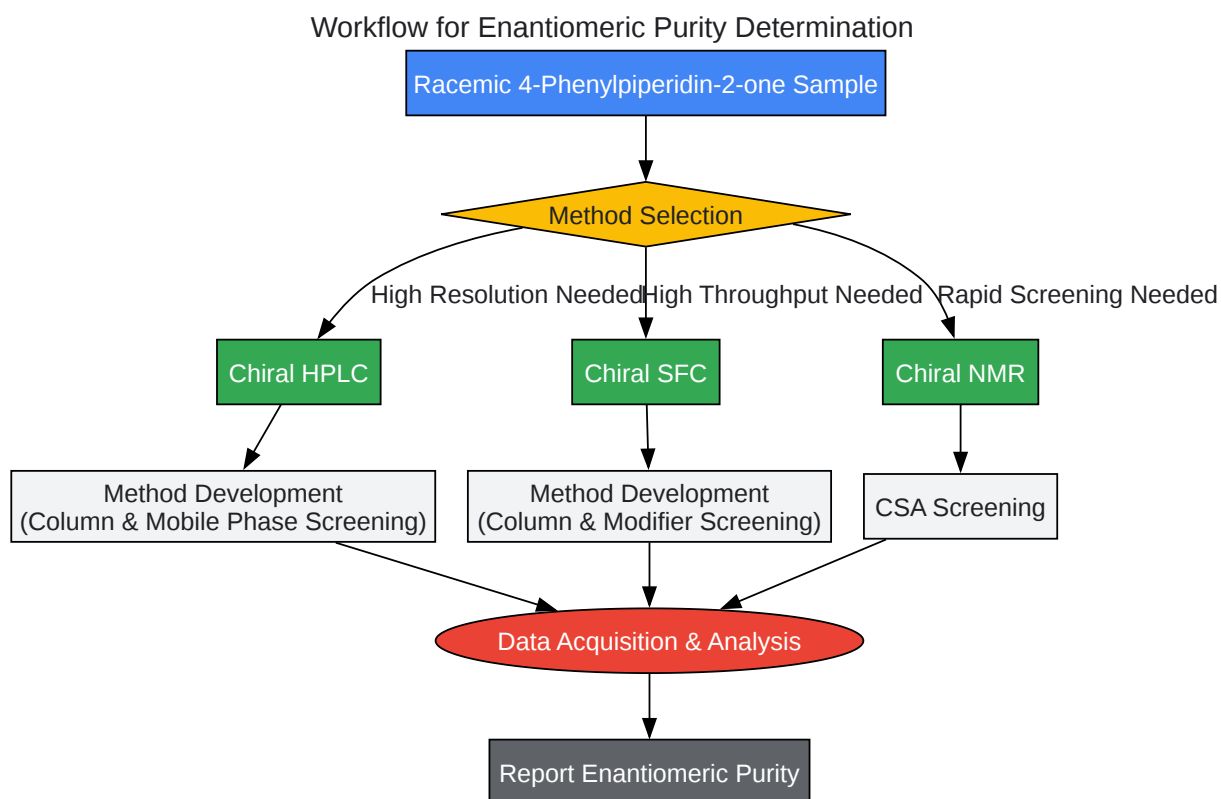 Workflow for Enantiomeric Purity Determination
Racemic 4-Phenylpiperidin-2-one Sample
Method Selection
High Resolution Needed
High Throughput Needed
Rapid Screening Needed
Chiral HPLC
Chiral SFC
Chiral NMR
Method Development
(Column & Mobile Phase Screening)
Method Development
(Column & Modifier Screening)
CSA Screening
Data Acquisition & Analysis
Report Enantiomeric Purity